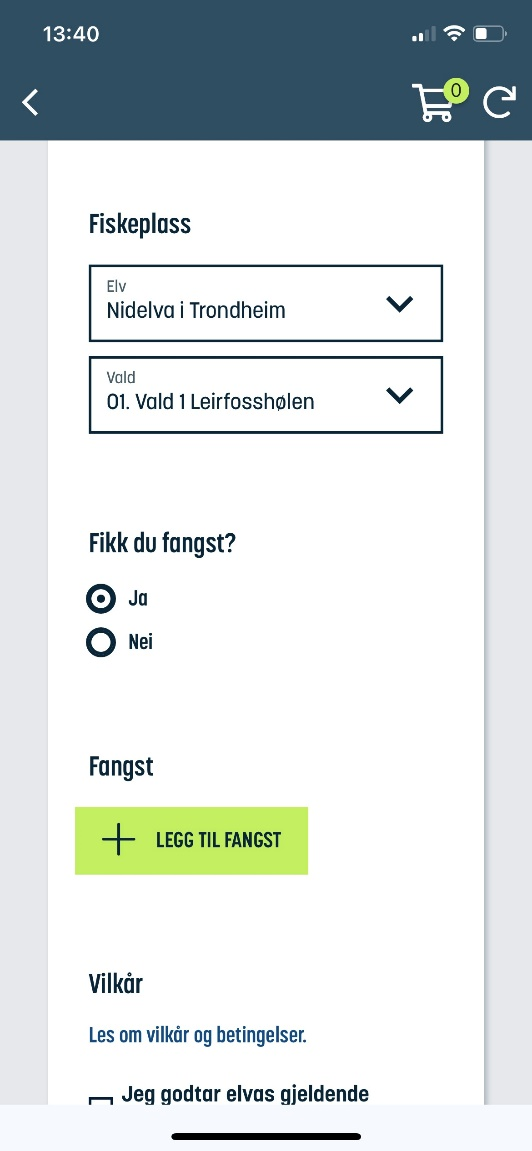 13:40
0
Fiskeplass
Elv
Nidelva i Trondheim
Vald
01. Vald 1 Leirfosshølen
Fikk du fangst?
Ja
Nei
Fangst
LEGG TIL FANGST
Vilkår
Les om vilkår og betingelser.
Jeg godtar elvas gjeldende